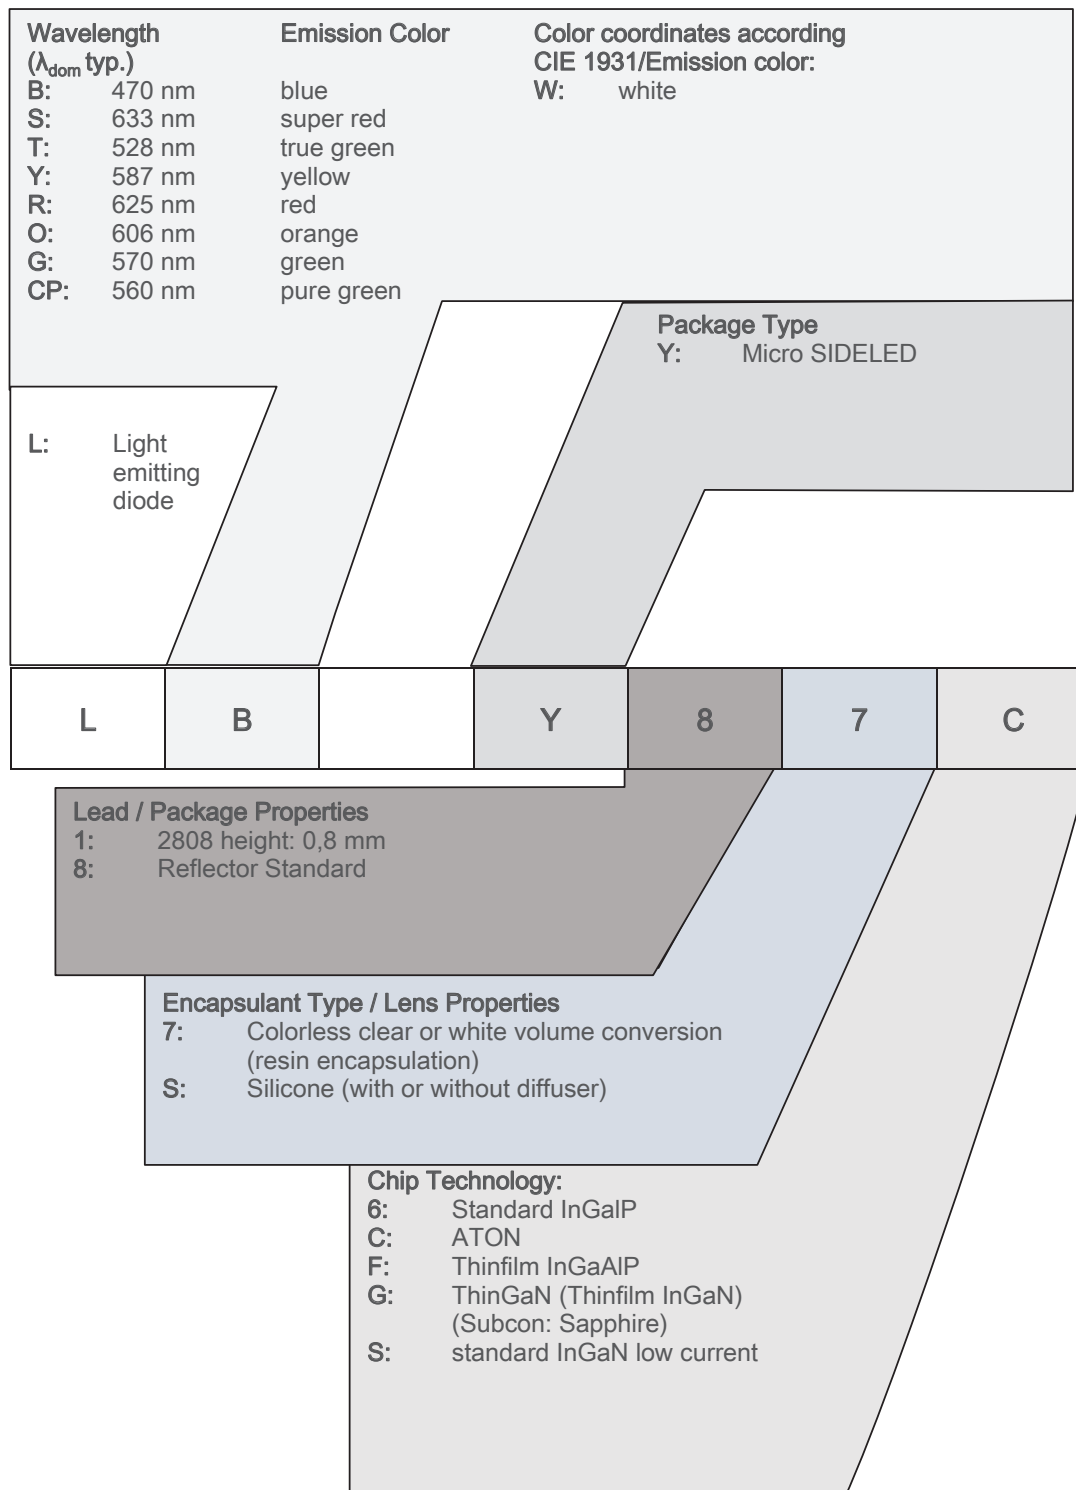 Wavelength Emission Color Color coordinates according
(λdom typ.) CIE 1931/Emission color:
B: 470 nm blue W: white
S: 633 nm super red
T: 528 nm true green
Y: 587 nm yellow
R: 625 nm red
O: 606 nm orange
G: 570 nm green
CP: 560 nm pure green
Package Type
Y: Micro SIDELED
L: Light
emitting
diode
L B Y 8 7 C
Lead / Package Properties
1: 2808 height: 0,8 mm
8: Reflector Standard
Encapsulant Type / Lens Properties
7: Colorless clear or white volume conversion
(resin encapsulation)
S: Silicone (with or without diffuser)
Chip Technology:
6: Standard InGalP
C: ATON
F: Thinfilm InGaAlP
G: ThinGaN (Thinfilm InGaN)
(Subcon: Sapphire)
S: standard InGaN low current